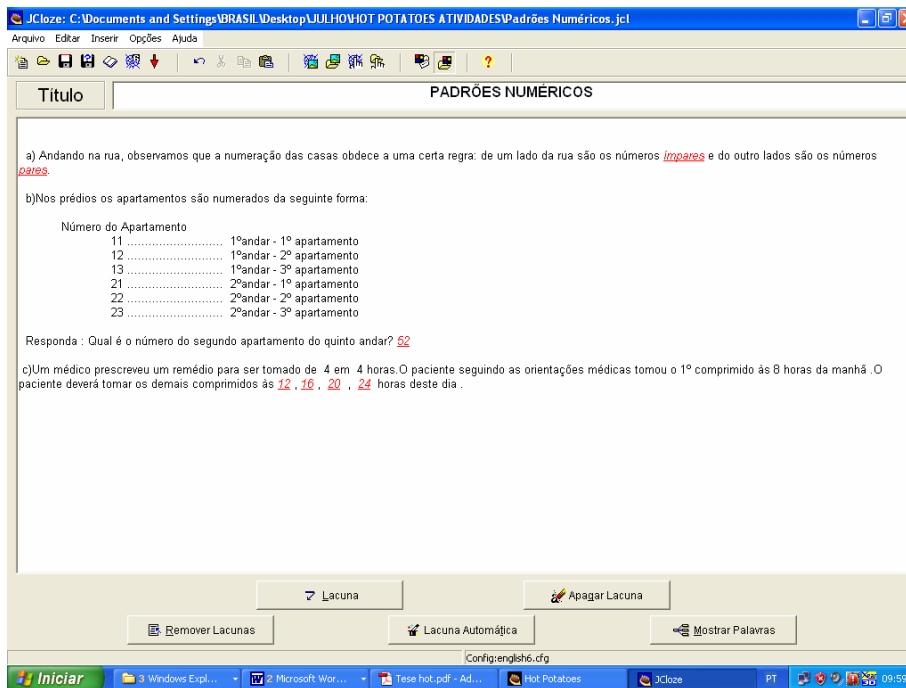 JCloze: C:\Documents and Settings\BRASIL\Desktop\JULHO\HOT POTATOES ATIVIDADES\Padrões Numéricos.jcl
Arquivo Editar Inserir Opções Ajuda
Título
PADRÕES NUMÉRICOS
a) Andando na rua, observamos que a numeração das casas obdece a uma certa regra: de um lado da rua são os números ímpares e do outro lados são os números
pares.
b)Nos prédios os apartamentos são numerados da seguinte forma:
Número do Apartamento
11 ........................... 1ºandar - 1º apartamento
12 ........................... 1ºandar - 2º apartamento
13 ........................... 1ºandar - 3º apartamento
21 ........................... 2ºandar - 1º apartamento
22 ........................... 2ºandar - 2º apartamento
23 ........................... 2ºandar - 3º apartamento
Responda : Qual é o número do segundo apartamento do quinto andar? 52
c)Um médico prescreveu um remédio para ser tomado de 4 em 4 horas.O paciente seguindo as orientações médicas tomou o 1º comprimido às 8 horas da manhã .O
paciente deverá tomar os demais comprimidos às 12 , 16 , 20 , 24 horas deste dia .
Lacuna
Apagar Lacuna
Remover Lacunas
Lacuna Automática
Mostrar Palavras
Config:english6.cfg
Iniciar
3 Windows Expl...
2 Microsoft Wor...
Tese hot.pdf - Ad...
Hot Potatoes
JCloze
PT
09:59